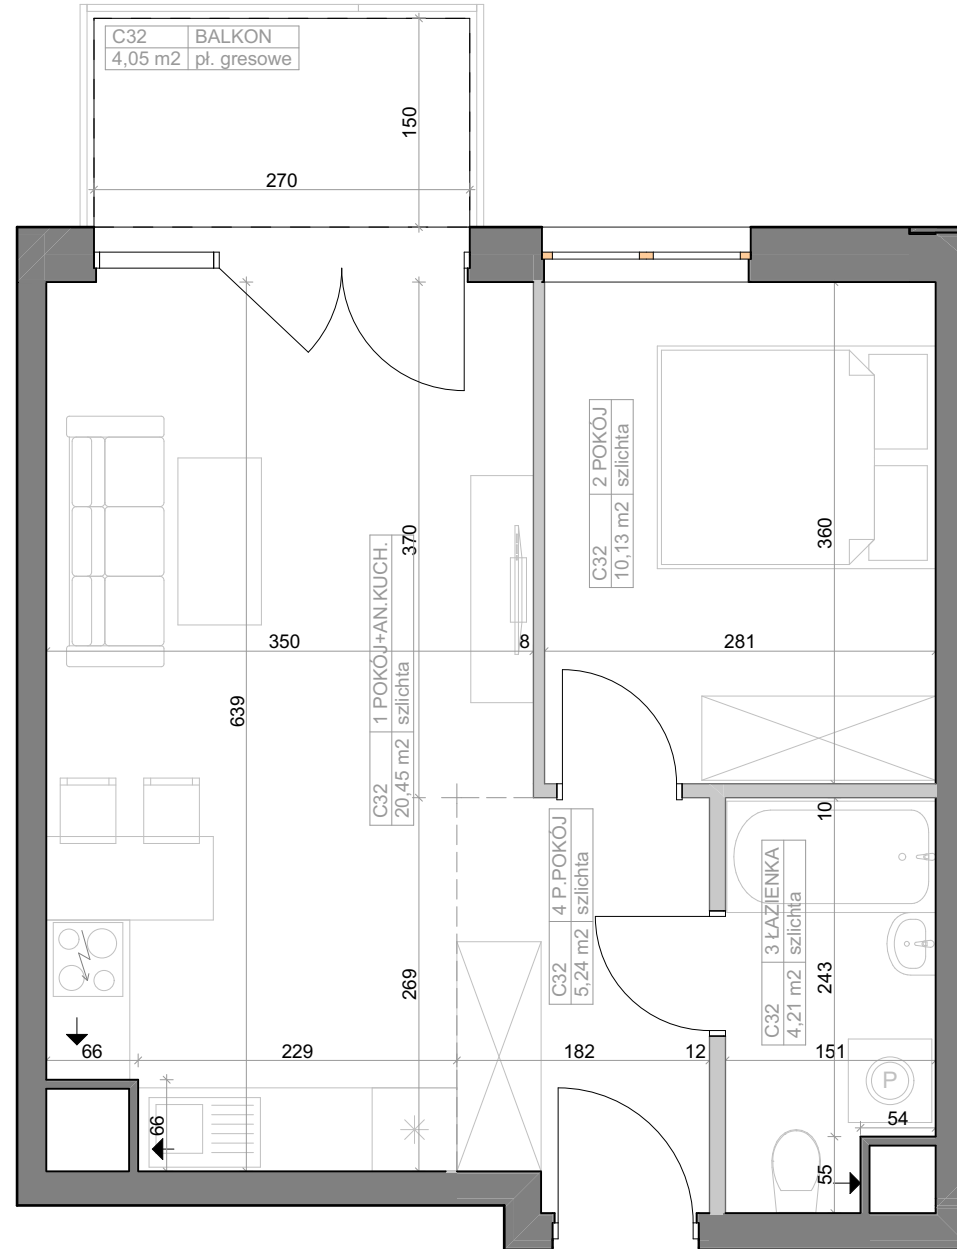 C32 BALKON
4,05 m2 pł. gresowe
150
270
C32 2 POKÓJ
10,13 m2 szlichta
360
370
C32 1 POKÓJ+AN.KUCH.
20,45 m2 szlichta
350
8
281
639
10
C32 4 P.POKÓJ
5,24 m2 szlichta
C32 3 ŁAZIENKA
4,21 m2 szlichta
269
243
66
229
182
12
151
P
66
54
55